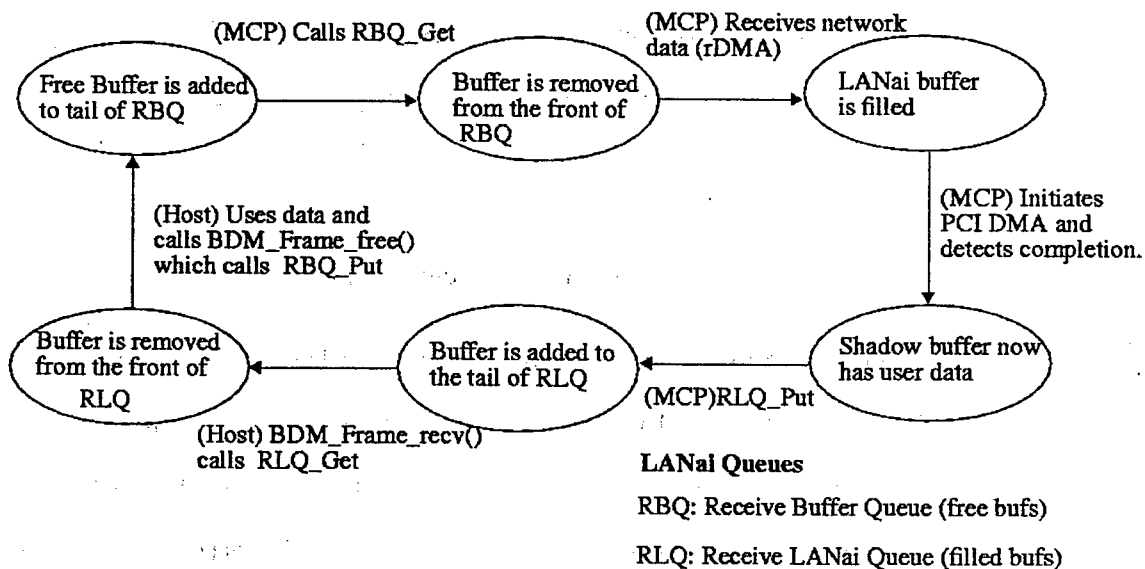 (MCP) Calls RBQ_Get
(MCP) Receives network
data (rDMA)
Free Buffer is added
to tail of RBQ
Buffer is removed
from the front of
RBQ
LANai buffer
is filled
(Host) Uses data and
calls BDM_Frame_free()
which calls RBQ_Put
(MCP) Initiates
PCI DMA and
detects completion.
Buffer is removed
from the front of
RLQ
Buffer is added to
the tail of RLQ
Shadow buffer now
has user data
(MCP)RLQ_Put
(Host) BDM_Frame_recv()
calls RLQ_Get
LANai Queues
RBQ: Receive Buffer Queue (free bufs)
RLQ: Receive LANai Queue (filled bufs)